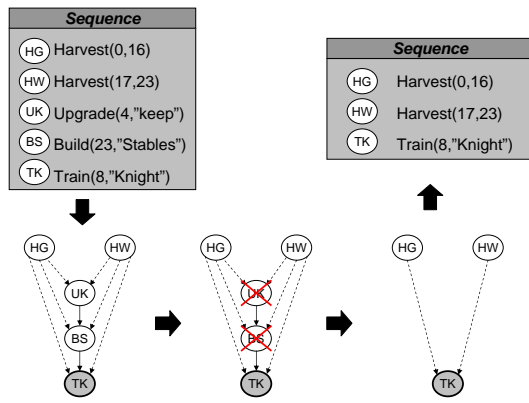 Sequence
HG Harvest(0,16)
HW Harvest(17,23)
UK Upgrade(4,”keep”)
BS Build(23,”Stables”)
TK Train(8,”Knight”)
Sequence
HG Harvest(0,16)
HW Harvest(17,23)
TK Train(8,”Knight”)
HG HW
UK
BS
TK
HG HW
UK
BS
TK
HG HW
TK